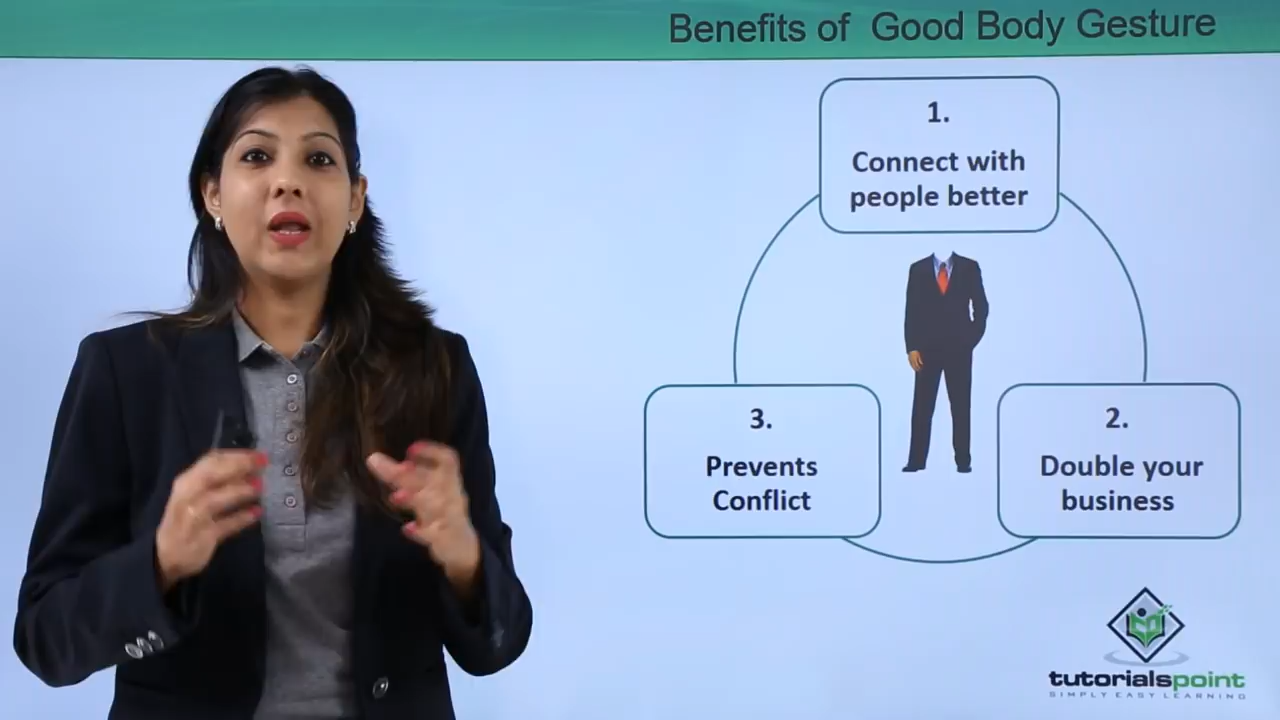 Benefits of Good Body Gesture
1.
Connect with
people better
2.
Double your
business
3.
Prevents
Conflict
tutorialspoint
SIMPLY EASY LEARNING